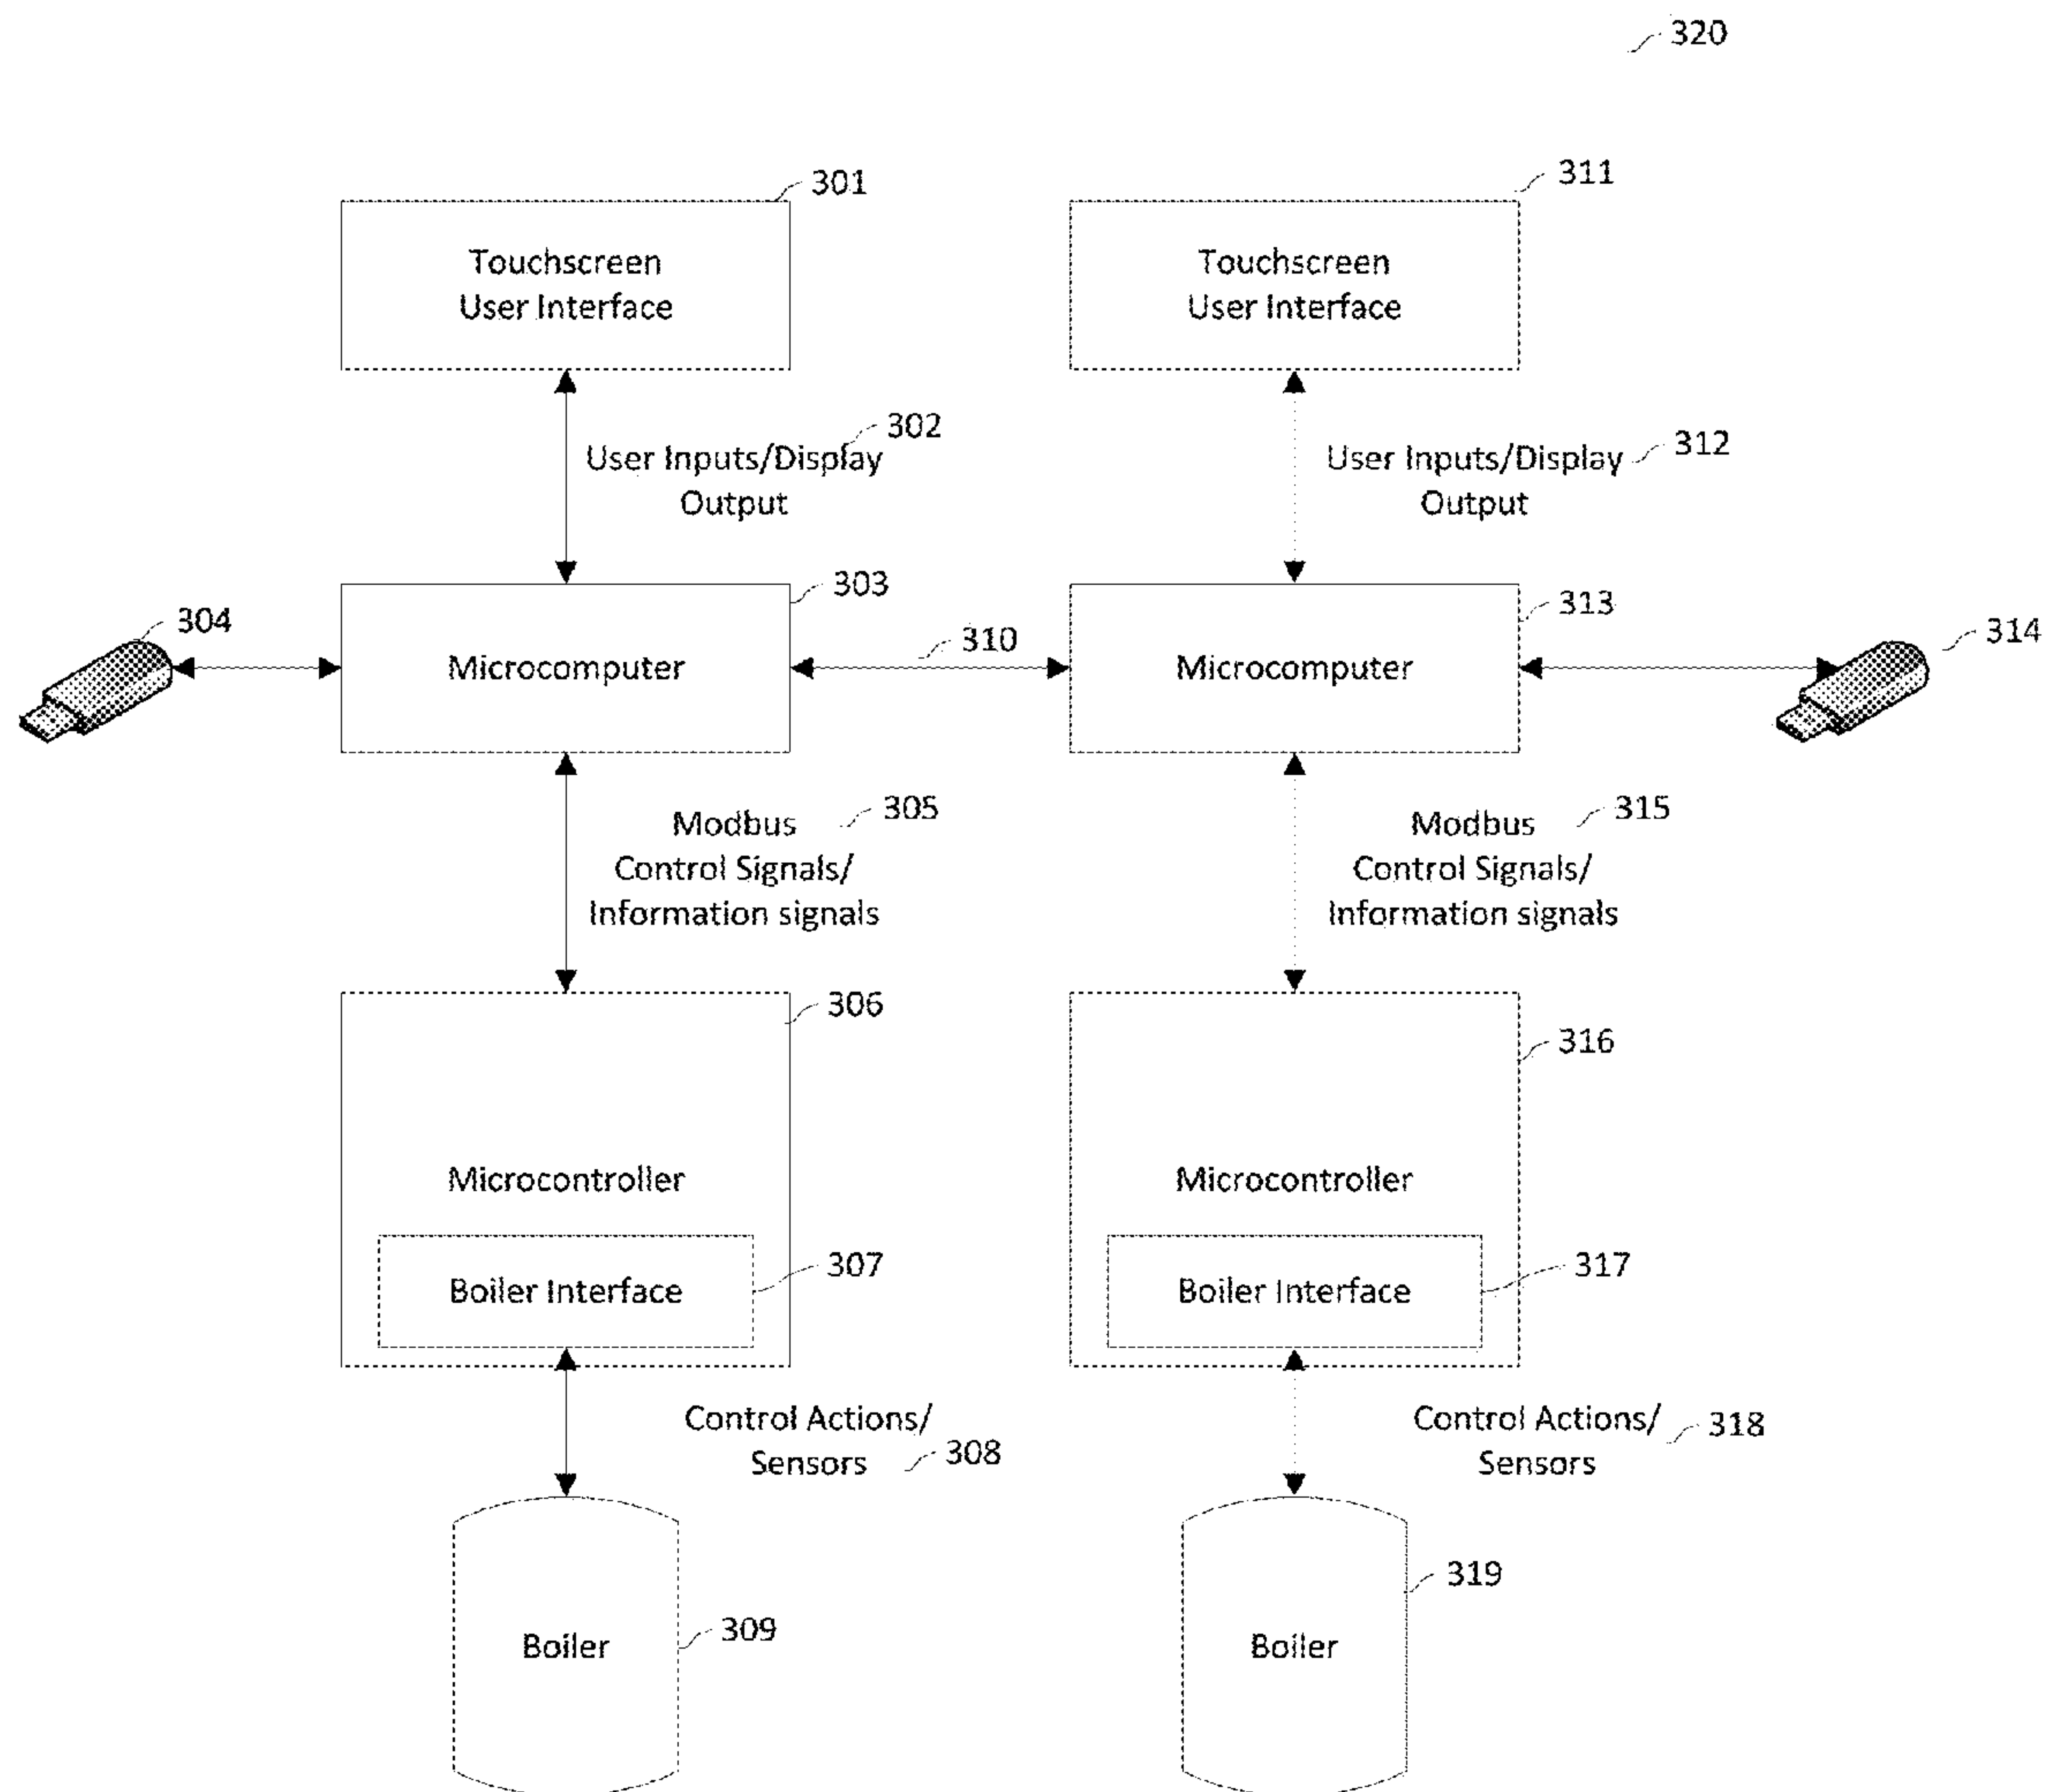 320
301
311
Touchscreen
User Interface
Touchscreen
User Interface
302
User Inputs/Display
Output
312
User Inputs/Display
Output
304
303
Microcomputer
310
313
Microcomputer
314
305
Modbus
Control Signals/
Information signals
315
Modbus
Control Signals/
Information signals
306
Microcontroller
316
Microcontroller
307
Boiler Interface
317
Boiler Interface
Control Actions/
Sensors
308
Control Actions/
Sensors
318
309
Boiler
319
Boiler